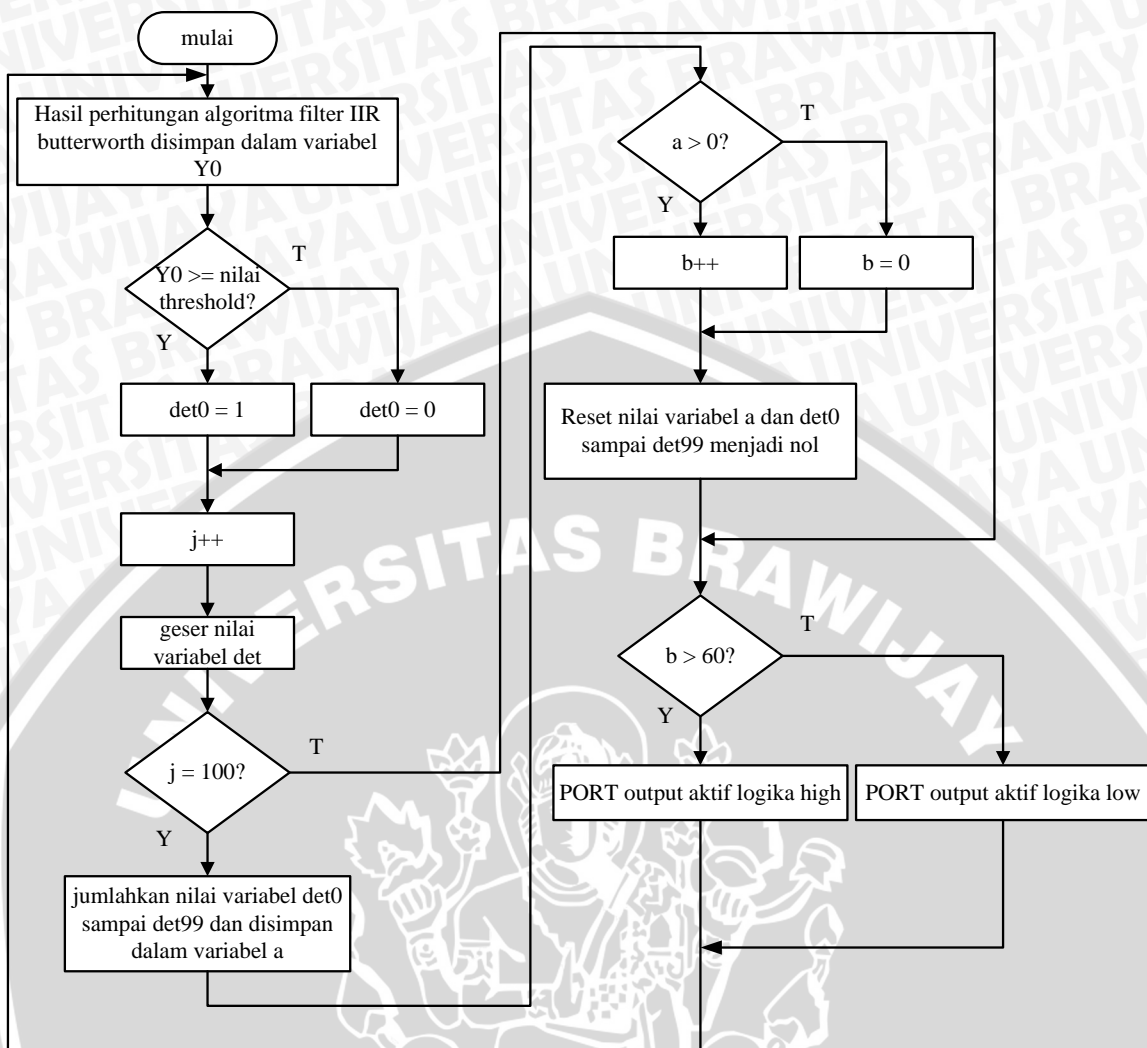 mulai
Hasil perhitungan algoritma filter IIR
butterworth disimpan dalam variabel
Y0
Y0 >= nilai
threshold?
T
Y
det0 = 1
det0 = 0
j++
geser nilai
variabel det
j = 100?
T
Y
jumlahkan nilai variabel det0
sampai det99 dan disimpan
dalam variabel a
a > 0?
T
Y
b++
b = 0
Reset nilai variabel a dan det0
sampai det99 menjadi nol
b > 60?
T
Y
PORT output aktif logika high
PORT output aktif logika low
UNIVERSITAS BRAWIJAY